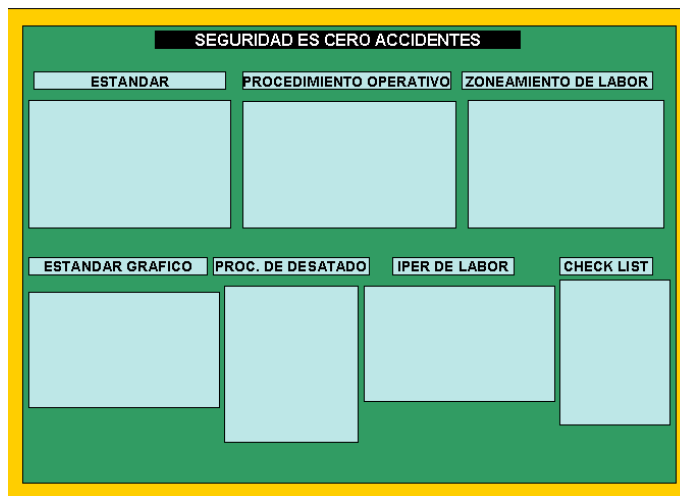 SEGURIDAD ES CERO ACCIDENTES
ESTANDAR
PROCEDIMIENTO OPERATIVO
ZONEAMIENTO DE LABOR
ESTANDAR GRAFICO
PROC. DE DESATADO
IPER DE LABOR
CHECK LIST